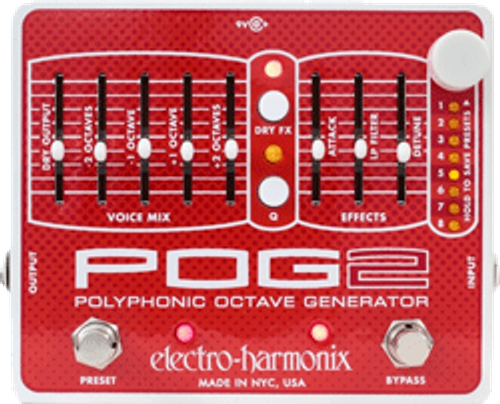 9V
DRY OUTPUT
-2 OCTAVES
-1 OCTAVE
+1 OCTAVE
+2 OCTAVES
DRY FX
Q
ATTACK
LP FILTER
DETUNE
1
2
3
4
5
6
7
8
HOLD TO SAVE PRESETS
VOICE MIX
EFFECTS
OUTPUT
INPUT
POG2
POLYPHONIC OCTAVE GENERATOR
PRESET
electro-harmonix
MADE IN NYC, USA
BYPASS